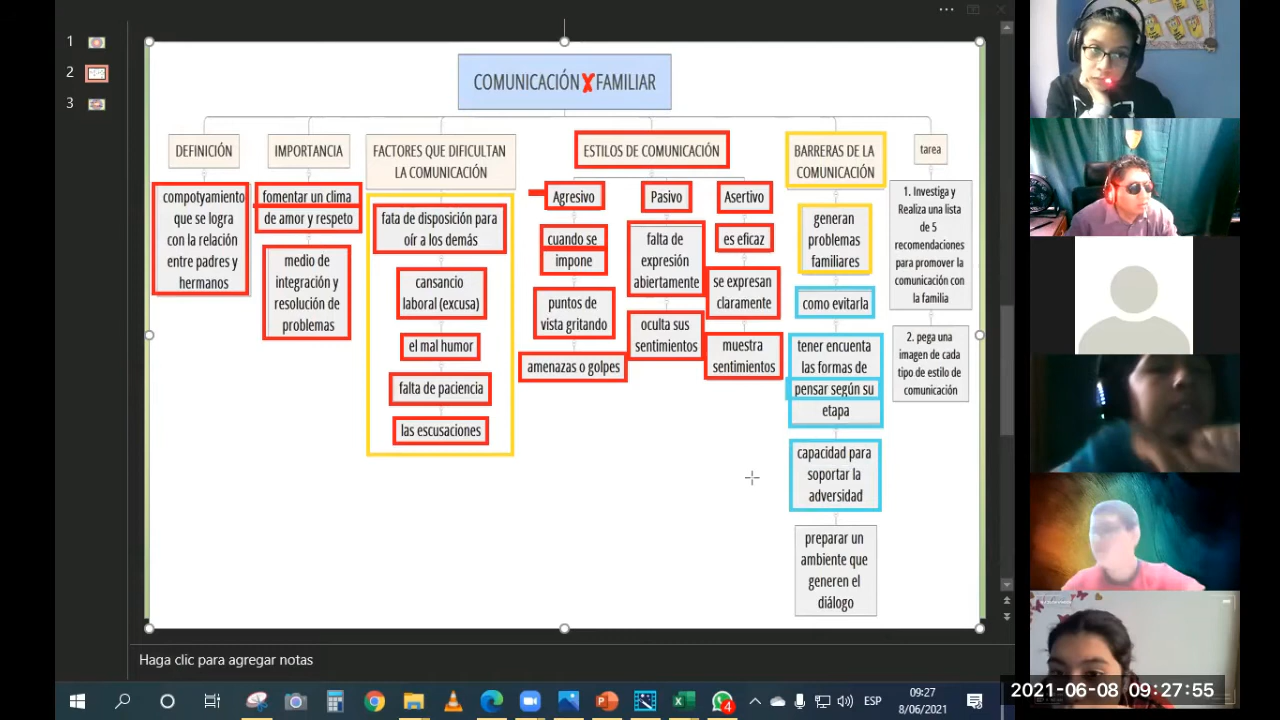 1
2
3
COMUNICACIÓN X FAMILIAR
DEFINICIÓN
compotyamiento
que se logra
con la relación
entre padres y
hermanos
IMPORTANCIA
fomentar un clima
de amor y respeto
medio de
integración y
resolución de
problemas
FACTORES QUE DIFICULTAN
LA COMUNICACIÓN
fata de disposición para
oír a los demás
cansancio
laboral (excusa)
el mal humor
falta de paciencia
las escusaciones
ESTILOS DE COMUNICACIÓN
Agresivo
cuando se
impone
puntos de
vista gritando
amenazas o golpes
Pasivo
falta de
expresión
abiertamente
oculta sus
sentimientos
Asertivo
es eficaz
se expresan
claramente
muestra
sentimientos
BARRERAS DE LA
COMUNICACIÓN
generan
problemas
familiares
como evitarla
tener encuenta
las formas de
pensar según su
etapa
capacidad para
soportar la
adversidad
preparar un
ambiente que
generen el
diálogo
tarea
1. Investiga y
Realiza una lista
de 5
recomendaciones
para promover la
comunicación con
la familia
2. pega una
imagen de cada
tipo de estilo de
comunicación
Haga clic para agregar notas
4
ESP
09:27
8/06/2021
2021-06-08 09:27:55